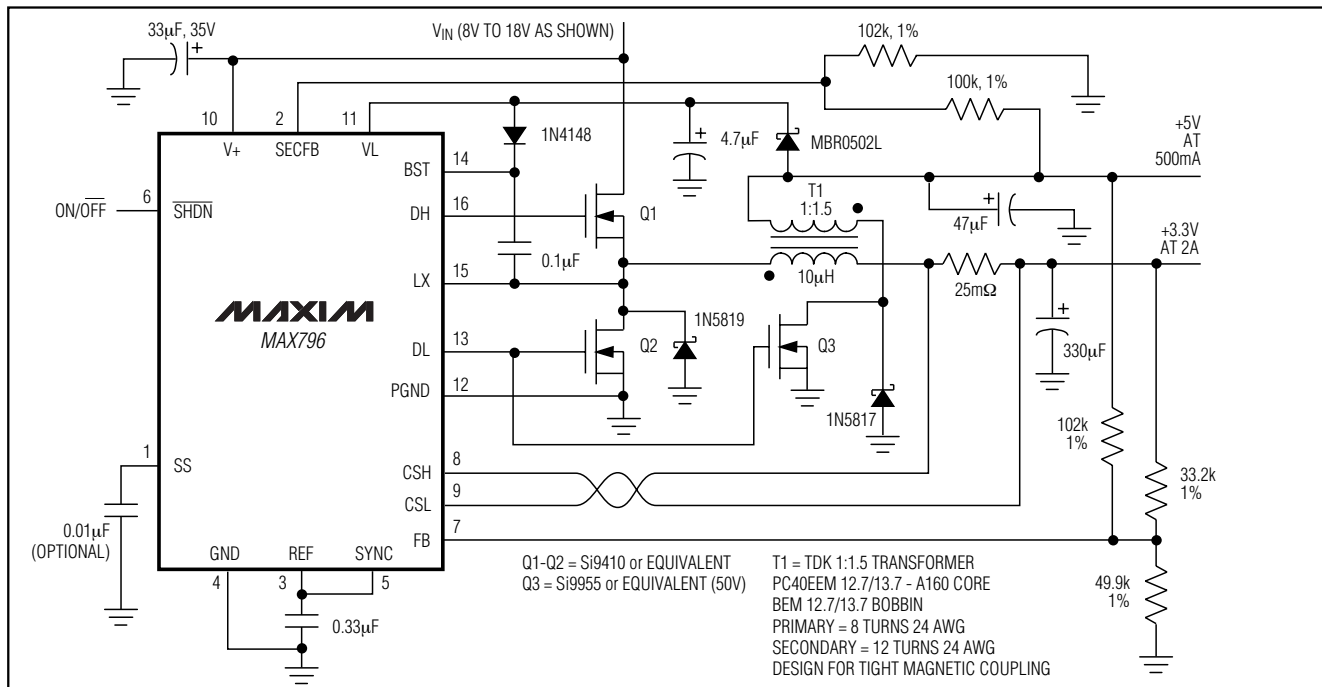 33μF, 35V
+
VIN (8V TO 18V AS SHOWN)
102k, 1%
100k, 1%
10
2
11
V+
SECFB
VL
1N4148
+
4.7μF
MBR0502L
+5V
AT
500mA
BST
14
6
ON/OFF
SHDN
DH
16
Q1
T1
1:1.5
+
47μF
+3.3V
AT 2A
0.1μF
LX
15
10μH
25mΩ
MAXIM
MAX796
DL
13
Q2
1N5819
Q3
+
330μF
PGND
12
1N5817
102k
1%
1
SS
CSH
8
CSL
9
33.2k
1%
0.01μF
(OPTIONAL)
FB
7
GND
REF
SYNC
4
3
5
0.33μF
Q1-Q2 = Si9410 or EQUIVALENT
Q3 = Si9955 or EQUIVALENT (50V)
T1 = TDK 1:1.5 TRANSFORMER
PC40EEM 12.7/13.7 - A160 CORE
BEM 12.7/13.7 BOBBIN
PRIMARY = 8 TURNS 24 AWG
SECONDARY = 12 TURNS 24 AWG
DESIGN FOR TIGHT MAGNETIC COUPLING
49.9k
1%